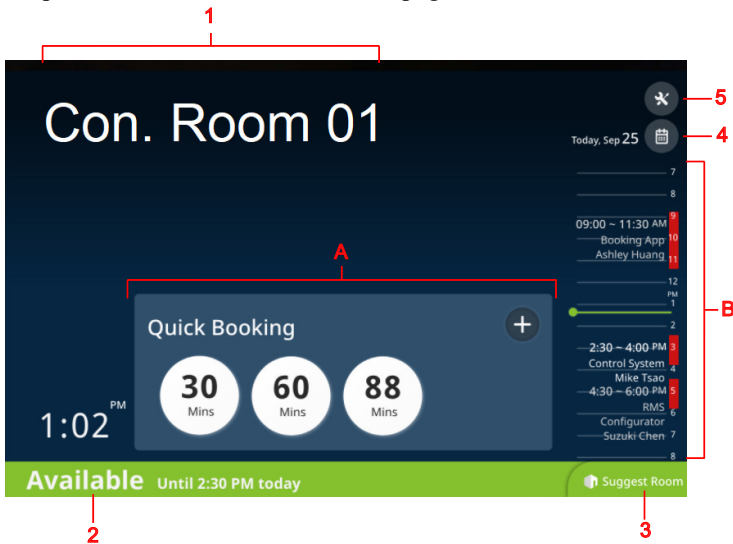 1
Con. Room 01
5
4
Today, Sep 25
7
8
9
09:00 ~ 11:30 AM
Booking App 10
Ashley Huang 11
12
PM
1
2
2:30 ~ 4:00 PM 3
Control System
4
Mike Tsao
4:30 ~ 6:00 PM 5
RMS
6
Configurator
Suzuki Chen 7
8
B
A
Quick Booking
+
30 60 88
Mins Mins Mins
1:02 PM
Available Until 2:30 PM today
Suggest Room
2
3